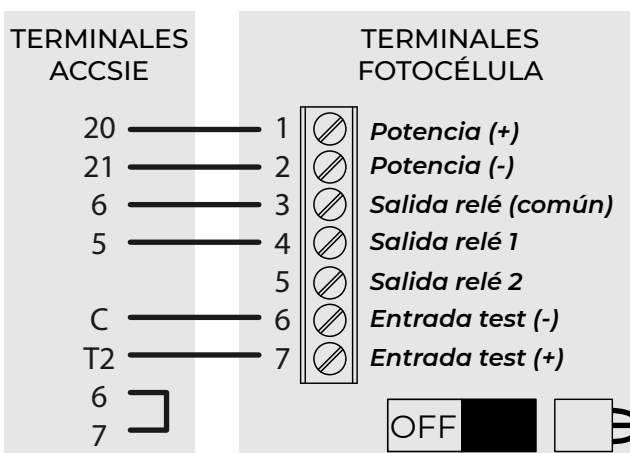 TERMINALES
ACCSIE
TERMINALES
FOTOCÉLULA
20 1 Potencia (+)
21 2 Potencia (-)
6 3 Salida relé (común)
5 4 Salida relé 1
5 Salida relé 2
C 6 Entrada test (-)
T2 7 Entrada test (+)
6
7
OFF